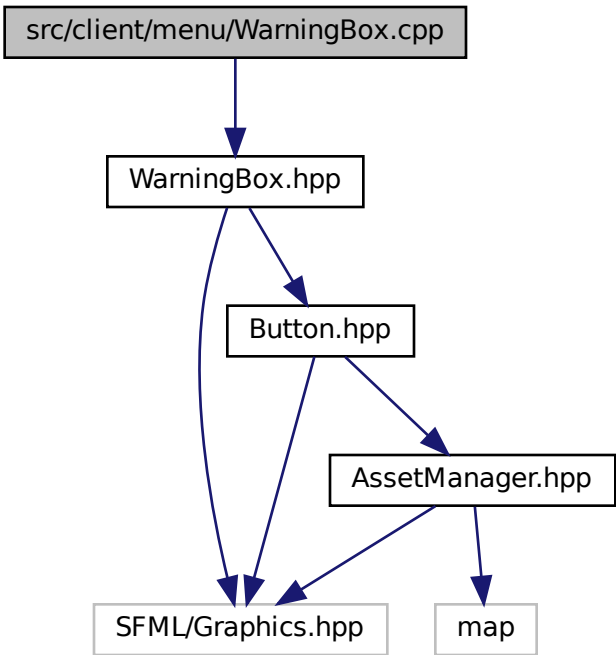 src/client/menu/WarningBox.cpp
WarningBox.hpp
Button.hpp
AssetManager.hpp
SFML/Graphics.hpp
map